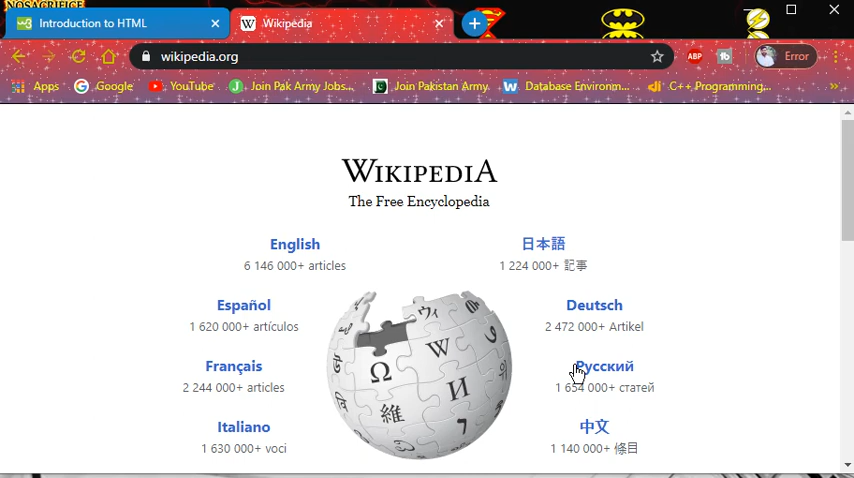 NOSACRIFICE
Introduction to HTML
Wikipedia
wikipedia.org
ABP
Error
Apps
Google
YouTube
Join Pak Army Jobs...
Join Pakistan Army
Database Environm...
C++ Programming,...
WIKIPEDIA
The Free Encyclopedia
English
6 146 000+ articles
日本語
1 224 000+ 記事
Español
1 620 000+ artículos
Deutsch
2 472 000+ Artikel
Français
2 244 000+ articles
Русский
1 654 000+ статей
Italiano
1 630 000+ voci
中文
1 140 000+ 條目
Ω
W
И
維
ウィ